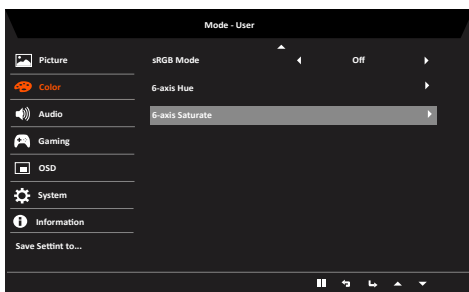 Mode - User
Picture
Color
Audio
Gaming
OSD
System
Information
Save Settint to...
sRGB Mode Off
6-axis Hue
6-axis Saturate